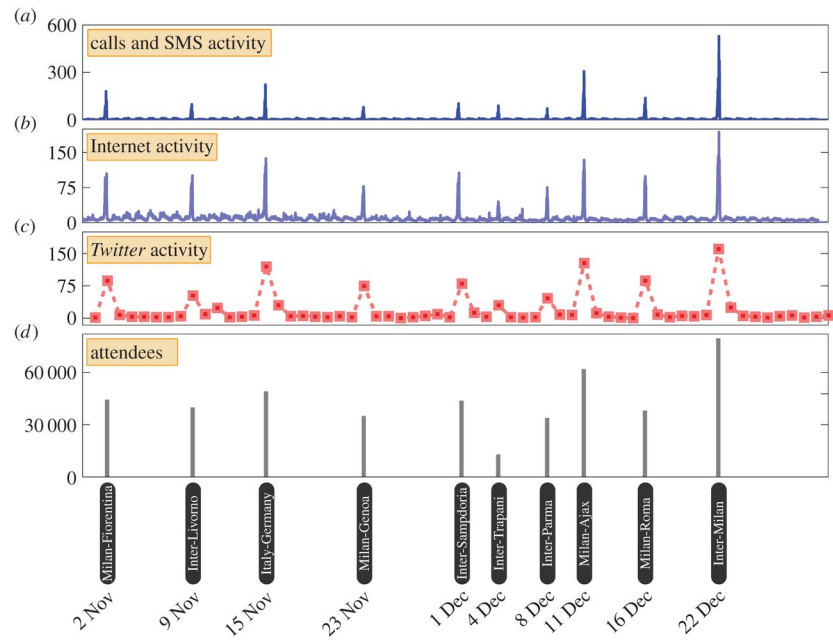 (a)
600
calls and SMS activity
300
0
(b)
Internet activity
150
75
0
(c)
Twitter activity
150
75
0
(d)
attendees
60 000
30 000
0
Milan-Fiorentina
Inter-Livorno
Italy-Germany
Milan-Genoa
Inter-Sampdoria
Inter-Trapani
Inter-Parma
Milan-Ajax
Milan-Roma
Inter-Milan
2 Nov
9 Nov
15 Nov
23 Nov
1 Dec
4 Dec
8 Dec
11 Dec
16 Dec
22 Dec